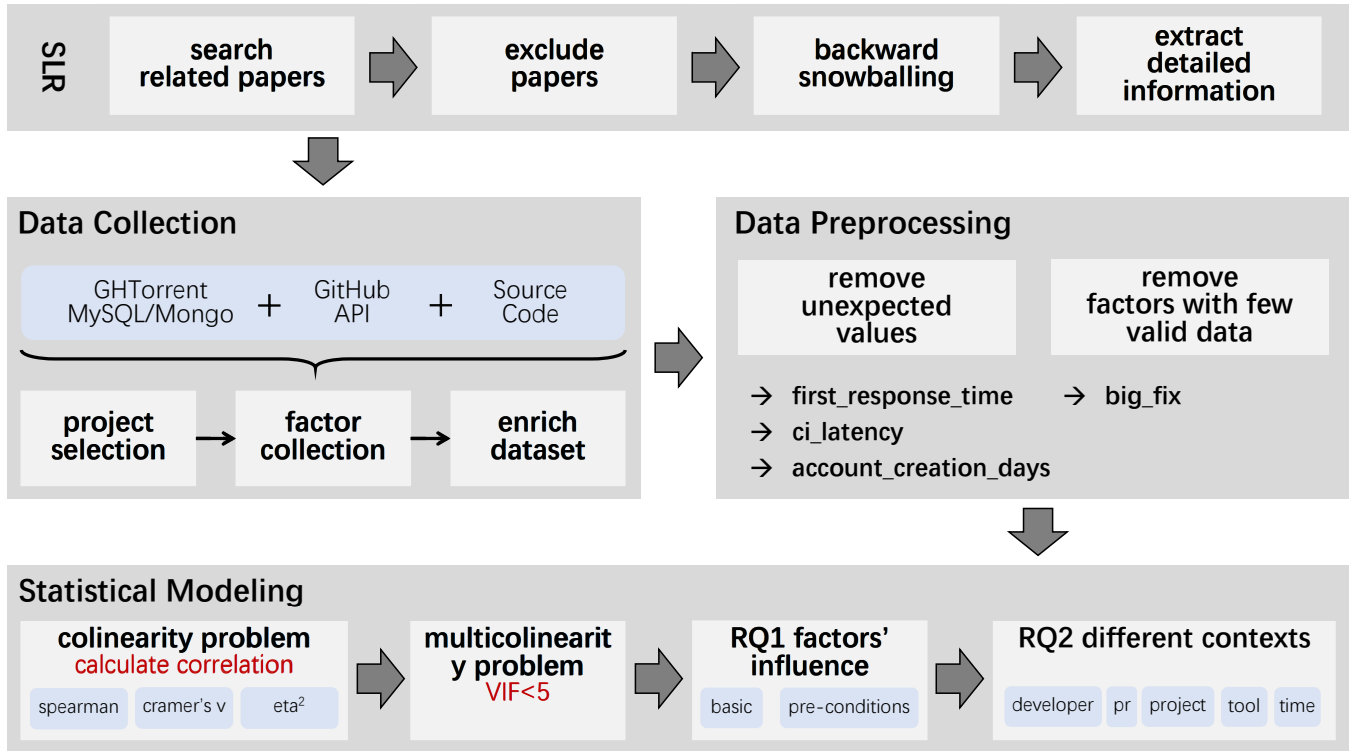 SLR
search
related papers
exclude
papers
backward
snowballing
extract
detailed
information
Data Collection
GHTorrent
MySQL/Mongo
+
GitHub
API
+
Source
Code
project
selection
factor
collection
enrich
dataset
Data Preprocessing
remove
unexpected
values
remove
factors with few
valid data
→ first_response_time
→ ci_latency
→ account_creation_days
→ big_fix
Statistical Modeling
colinearity problem
calculate correlation
spearman
cramer's v
eta²
multicolinearit
y problem
VIF<5
RQ1 factors'
influence
basic
pre-conditions
RQ2 different contexts
developer
pr
project
tool
time